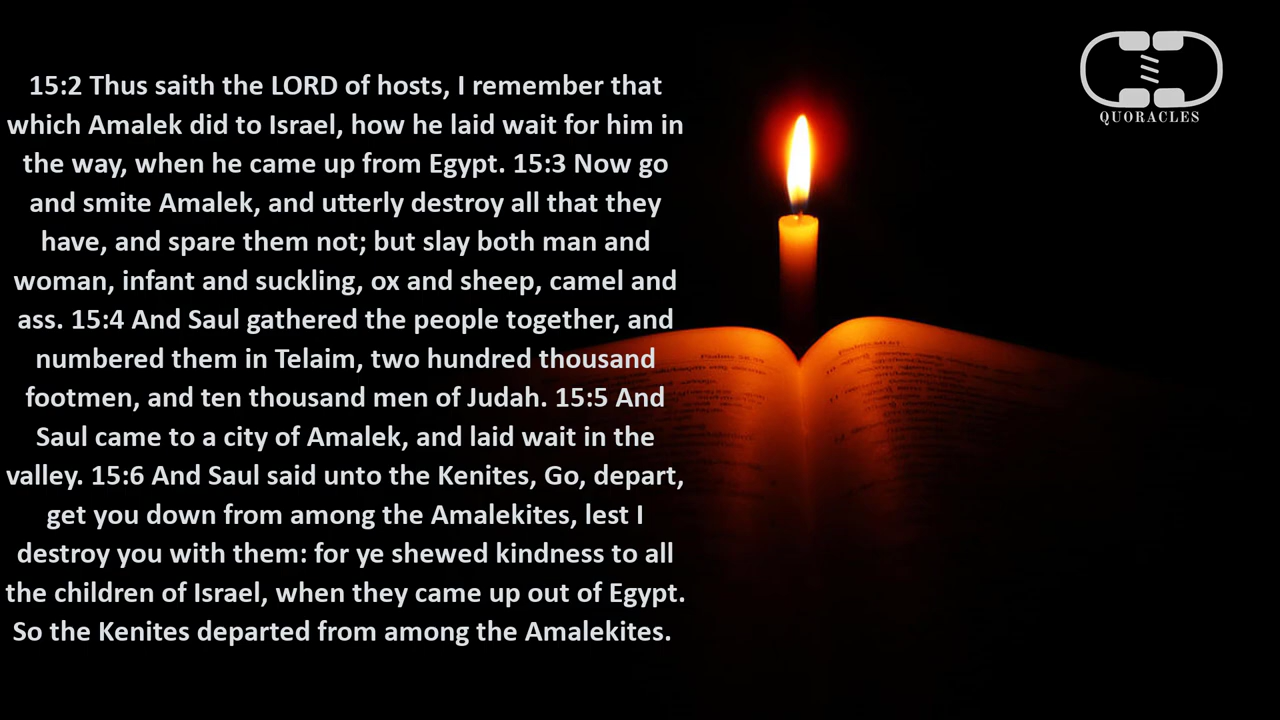 15:2 Thus saith the LORD of hosts, I remember that
which Amalek did to Israel, how he laid wait for him in
the way, when he came up from Egypt. 15:3 Now go
and smite Amalek, and utterly destroy all that they
have, and spare them not; but slay both man and
woman, infant and suckling, ox and sheep, camel and
ass. 15:4 And Saul gathered the people together, and
numbered them in Telaim, two hundred thousand
footmen, and ten thousand men of Judah. 15:5 And
Saul came to a city of Amalek, and laid wait in the
valley. 15:6 And Saul said unto the Kenites, Go, depart,
get you down from among the Amalekites, lest I
destroy you with them: for ye shewed kindness to all
the children of Israel, when they came up out of Egypt.
So the Kenites departed from among the Amalekites.
QUORACLES